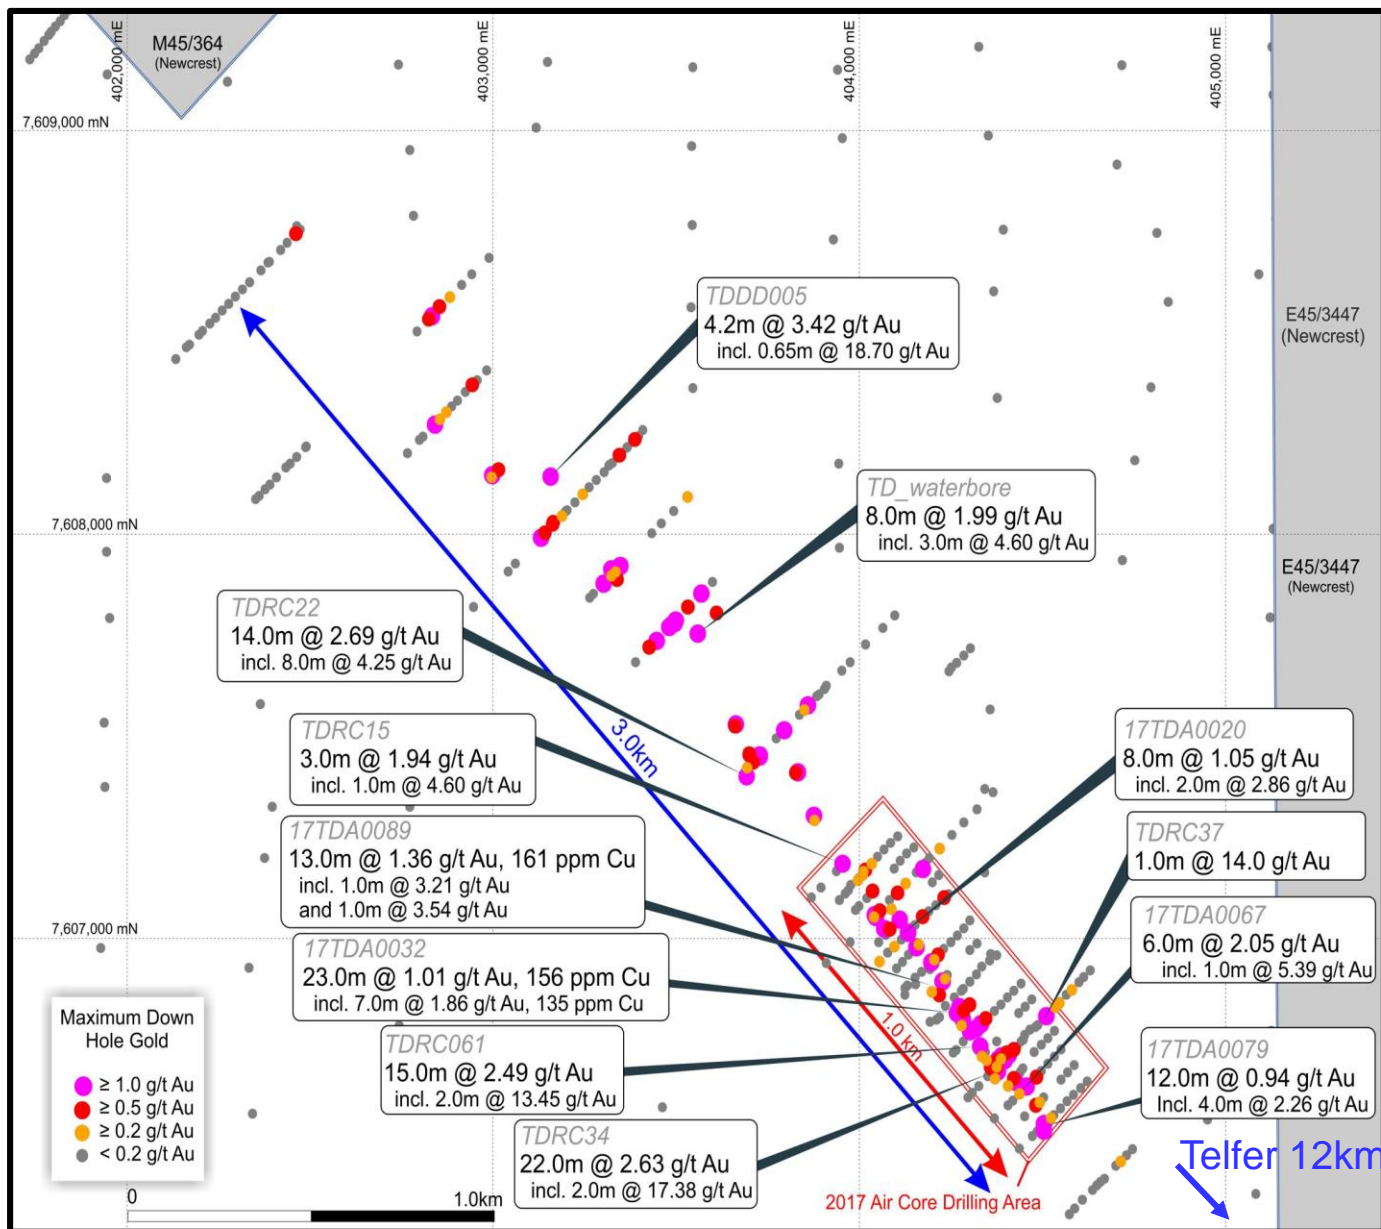 M45/364
(Newcrest)
402,000 mE
403,000 mE
404,000 mE
405,000 mE
7,609,000 mN
TDDD005
4.2m @ 3.42 g/t Au
incl. 0.65m @ 18.70 g/t Au
E45/3447
(Newcrest)
TD_waterbore
8.0m @ 1.99 g/t Au
incl. 3.0m @ 4.60 g/t Au
7,608,000 mN
E45/3447
(Newcrest)
TDRC22
14.0m @ 2.69 g/t Au
incl. 8.0m @ 4.25 g/t Au
3.0km
TDRC15
3.0m @ 1.94 g/t Au
incl. 1.0m @ 4.60 g/t Au
17TDA0020
8.0m @ 1.05 g/t Au
incl. 2.0m @ 2.86 g/t Au
17TDA0089
13.0m @ 1.36 g/t Au, 161 ppm Cu
incl. 1.0m @ 3.21 g/t Au
and 1.0m @ 3.54 g/t Au
TDRC37
1.0m @ 14.0 g/t Au
7,607,000 mN
17TDA0067
6.0m @ 2.05 g/t Au
incl. 1.0m @ 5.39 g/t Au
17TDA0032
23.0m @ 1.01 g/t Au, 156 ppm Cu
incl. 7.0m @ 1.86 g/t Au, 135 ppm Cu
1.0 km
TDRC061
15.0m @ 2.49 g/t Au
incl. 2.0m @ 13.45 g/t Au
17TDA0079
12.0m @ 0.94 g/t Au
Incl. 4.0m @ 2.26 g/t Au
TDRC34
22.0m @ 2.63 g/t Au
incl. 2.0m @ 17.38 g/t Au
Maximum Down
Hole Gold
≥ 1.0 g/t Au
≥ 0.5 g/t Au
≥ 0.2 g/t Au
< 0.2 g/t Au
0
1.0km
2017 Air Core Drilling Area
Telfer 12km